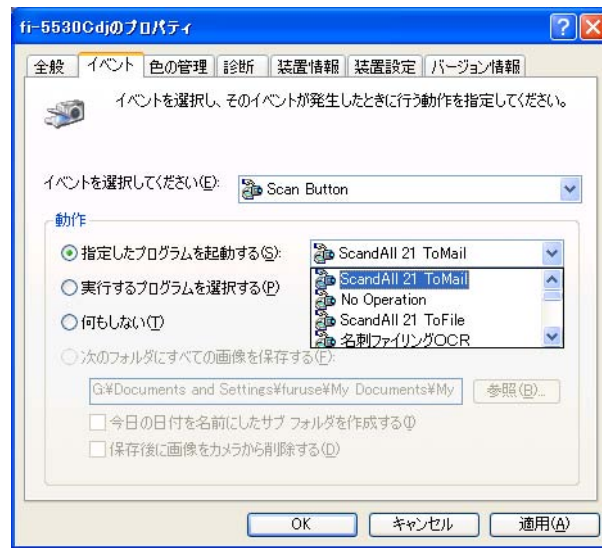 fi-5530Cdjのプロパティ
全般 イベント 色の管理 診断 装置情報 装置設定 バージョン情報
イベントを選択し、そのイベントが発生したときに行う動作を指定してください。
イベントを選択してください(E): Scan Button
動作
指定したプログラムを起動する(S): ScandAll 21 ToMail
ScandAll 21 ToMail
実行するプログラムを選択する(P)
No Operation
何もしない(T)
ScandAll 21 ToFile
名刺ファイリングOCR
次のフォルダにすべての画像を保存する(F):
G:¥Documents and Settings¥furuse¥My Documents¥My 参照(B)...
今日の日付を名前にしたサブ フォルダを作成する(I)
保存後に画像をカメラから削除する(D)
OK キャンセル 適用(A)